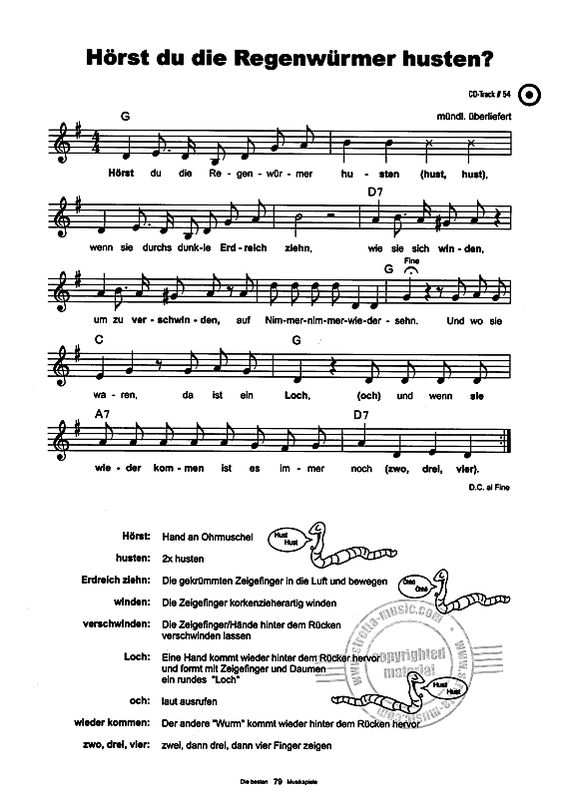 Hörst du die Regenwürmer husten?
CD-Track # 54
mündl. überliefert
G
4 4
Hörst du die Re - gen - wür - mer hu - sten (hust, hust),
D7
wenn sie durchs dunk-le Erd - reich ziehn, wie sie sich win - den,
G Fine
um zu ver - schwin - den, auf Nim-mer-nim-mer-wie-der - sehn. Und wo sie
C G
wa - ren, da ist ein Loch, (och) und wenn sie
A7 D7
wie - der kom - men ist es im - mer noch (zwo, drei, vier).
D.C. al Fine
Hörst: Hand an Ohrmuschel
Hust
Hust
husten: 2x husten
Erdreich ziehn: Die gekrümmten Zeigefinger in die Luft und bewegen
winden: Die Zeigefinger korkenzieherartig winden
verschwinden: Die Zeigefinger/Hände hinter dem Rücken
verschwinden lassen
Loch: Eine Hand kommt wieder hinter dem Rücker hervor
und formt mit Zeigefinger und Daumen
ein rundes "Loch"
www.stretta-music.com
copyrighted
material
Hust
Hust
och: laut ausrufen
wieder kommen: Der andere "Wurm" kommt wieder hinter dem Rücken hervor
zwo, drei, vier: zwei, dann drei, dann vier Finger zeigen
Die besten 79 Musikspiele